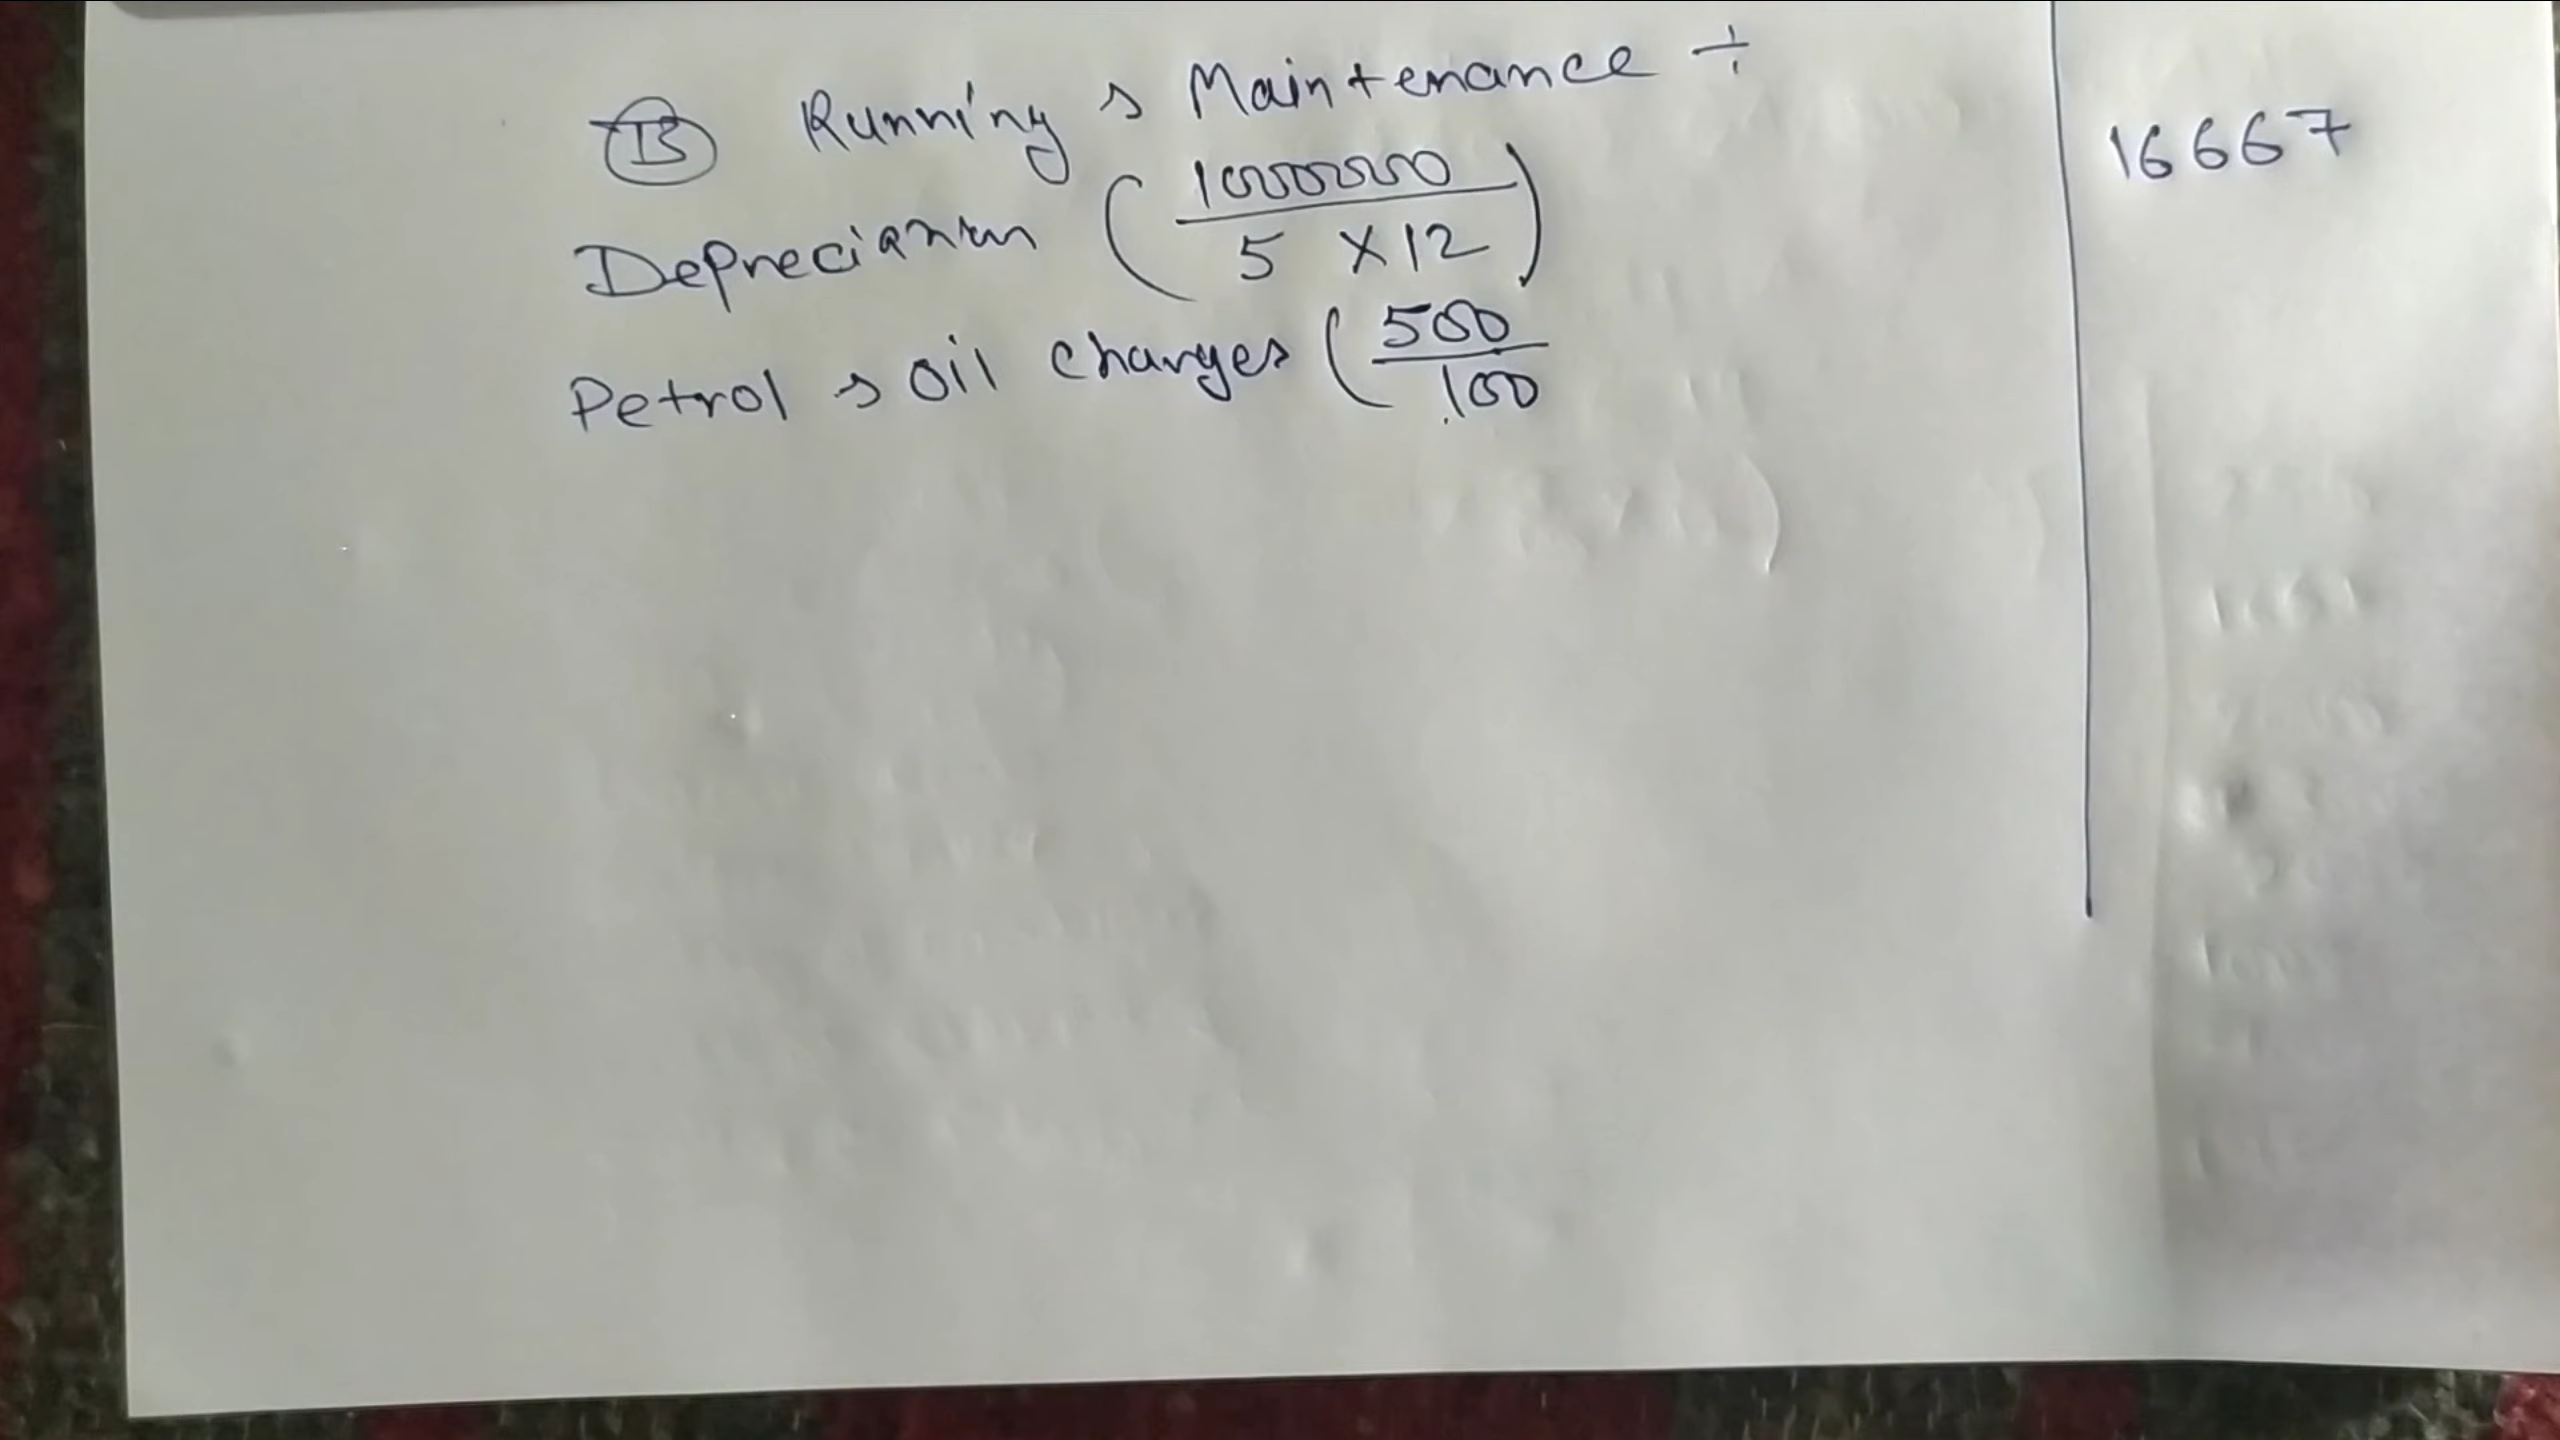 (B) Running & Maintenance ÷
Depreciation (1000000 / 5 × 12) 16667
Petrol & oil charges (500 / 100